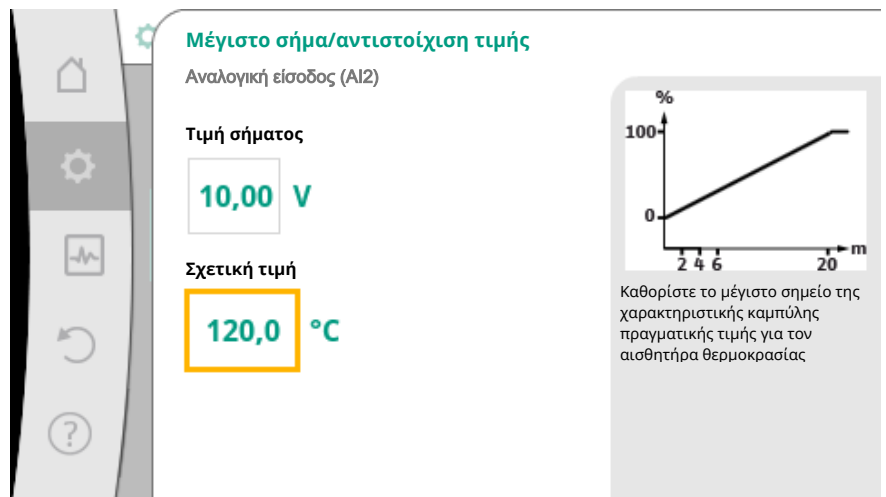 Μέγιστο σήμα/αντιστοίχιση τιμής
Αναλογική είσοδος (AI2)
Τιμή σήματος
10,00 V
Σχετική τιμή
120,0 °C
%
100
0
2 4 6 20
m
Καθορίστε το μέγιστο σημείο της
χαρακτηριστικής καμπύλης
πραγματικής τιμής για τον
αισθητήρα θερμοκρασίας
?